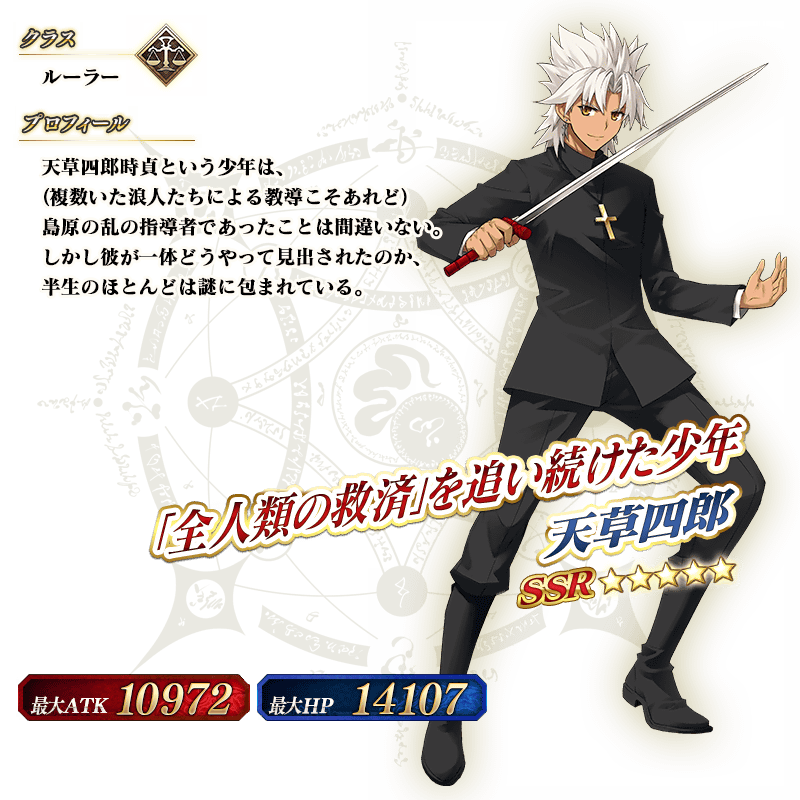 クラス
ルーラー
プロフィール
天草四郎時貞という少年は、
(複数いた浪人たちによる教導こそあれど)
島原の乱の指導者であったことは間違いない。
しかし彼が一体どうやって見出されたのか、
半生のほとんどは謎に包まれている。
「全人類の救済」を追い続けた少年
天草四郎
SSR ☆☆☆☆☆
最大ATK 10972
最大HP 14107